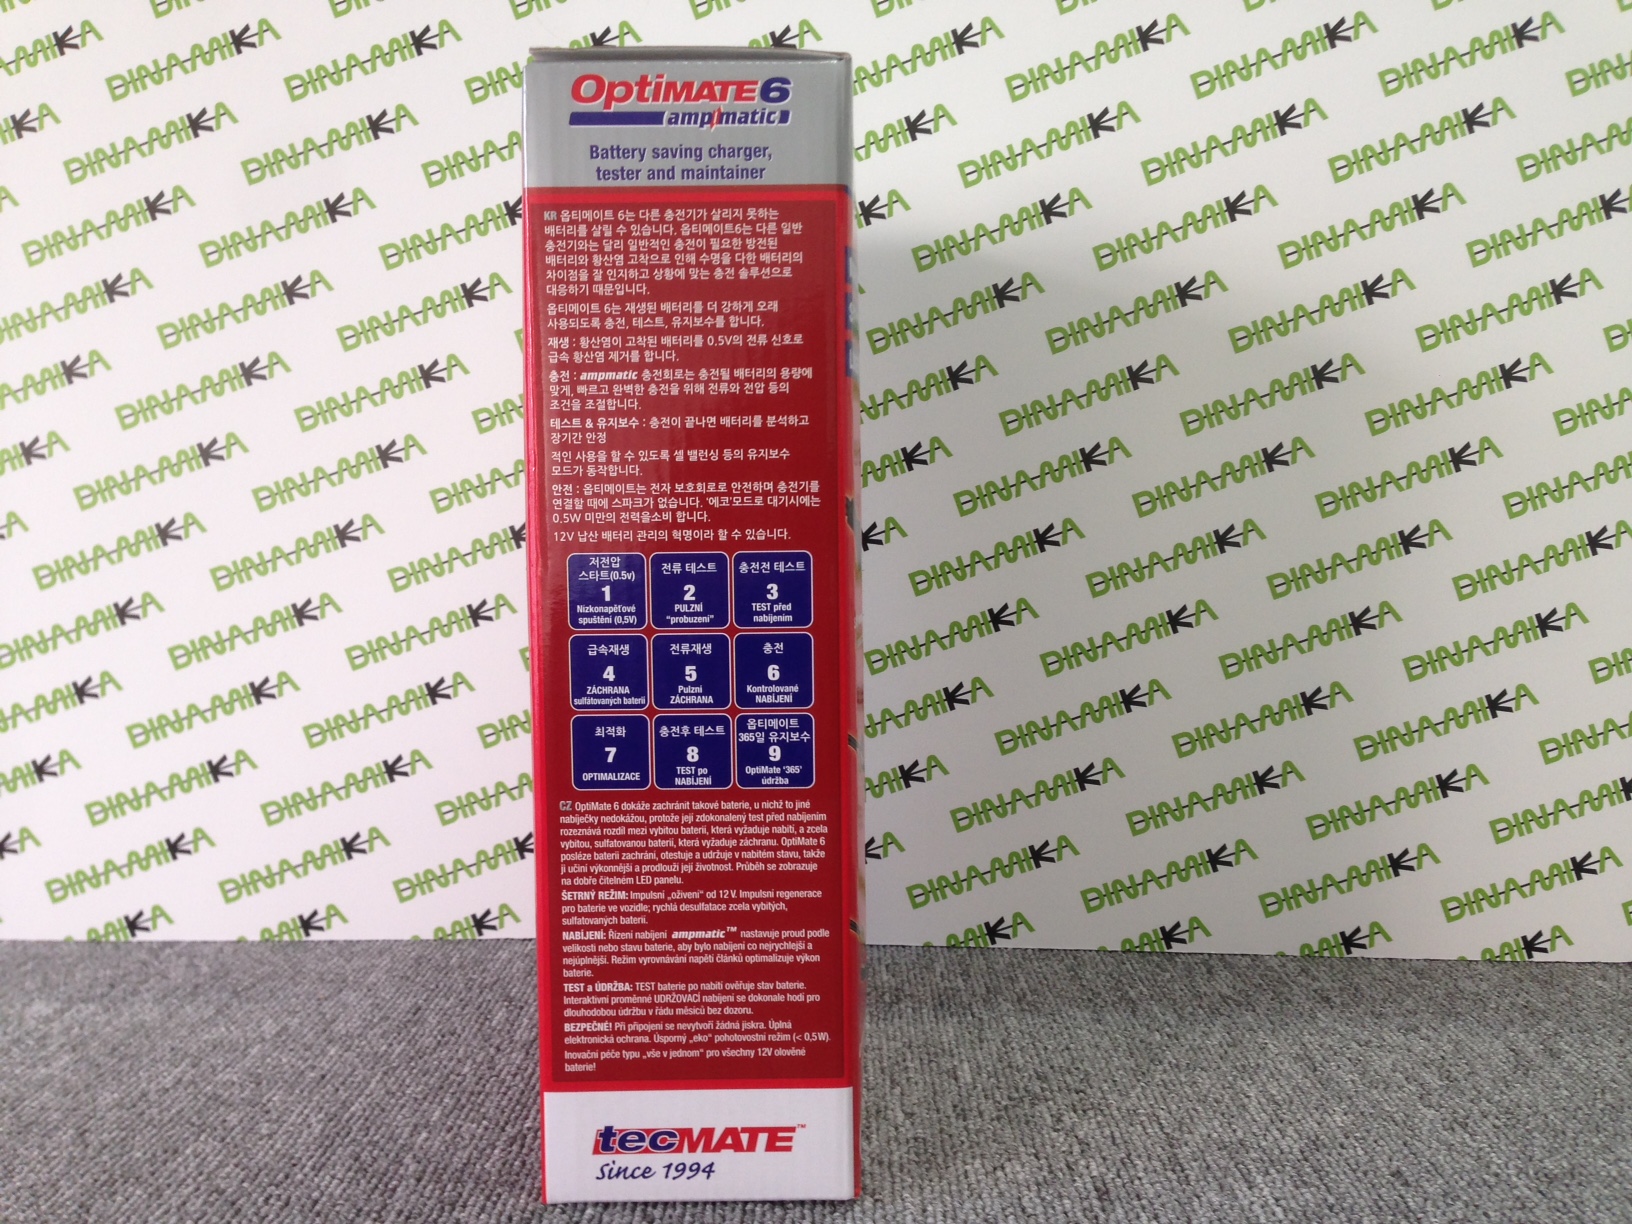 OptiMATE 6
ampmatic
Battery saving charger,
tester and maintainer
KR 옵티메이트 6는 다른 충전기가 살리지 못하는
배터리를 살릴 수 있습니다. 옵티메이트6는 다른 일반
충전기와는 달리 일반적인 충전이 필요한 방전된
배터리와 황산염 고착으로 인해 수명을 다한 배터리의
차이점을 잘 인지하고 상황에 맞는 충전 솔루션으로
대응하기 때문입니다.
옵티메이트 6는 재생된 배터리를 더 강하게 오래
사용되도록 충전, 테스트, 유지보수를 합니다.
재생 : 황산염이 고착된 배터리를 0.5V의 전류 신호로
급속 황산염 제거를 합니다.
충전 : ampmatic 충전회로는 충전될 배터리의 용량에
맞게, 빠르고 완벽한 충전을 위해 전류와 전압 등의
조건을 조절합니다.
테스트 & 유지보수 : 충전이 끝나면 배터리를 분석하고
장기간 안정
적인 사용을 할 수 있도록 셀 밸런싱 등의 유지보수
모드가 동작합니다.
안전 : 옵티메이트는 전자 보호회로로 안전하며 충전기를
연결할 때에 스파크가 없습니다. '에코'모드로 대기시에는
0.5W 미만의 전력을소비 합니다.
12V 납산 배터리 관리의 혁명이라 할 수 있습니다.
저전압
스타트(0.5v)
1
Nízkonapěťové
spuštění (0,5V)
전류 테스트
2
PULZNÍ
"probuzení"
충전전 테스트
3
TEST před
nabíjením
급속재생
4
ZÁCHRANA
sulfátovaných baterií
전류재생
5
Pulzní
ZÁCHRANA
충전
6
Kontrolované
NABÍJENÍ
최적화
7
OPTIMALIZACE
충전후 테스트
8
TEST po
NABÍJENÍ
옵티메이트
365일 유지보수
9
OptiMate '365'
údržba
CZ OptiMate 6 dokáže zachránit takové baterie, u nichž to jiné
nabíječky nedokážou, protože její zdokonalený test před nabíjením
rozeznává rozdíl mezi vybitou baterií, která vyžaduje nabití, a zcela
vybitou, sulfatovanou baterií, která vyžaduje záchranu. OptiMate 6
posléze baterii zachrání, otestuje a udržuje v nabitém stavu, takže
ji učiní výkonnější a prodlouží její životnost. Průběh se zobrazuje
na dobře čitelném LED panelu.
ŠETRNÝ REŽIM: Impulsní „oživení“ od 12 V. Impulsní regenerace
pro baterie ve vozidle; rychlá desulfatace zcela vybitých,
sulfatovaných baterií.
NABÍJENÍ: Řízení nabíjení ampmatic™ nastavuje proud podle
velikosti nebo stavu baterie, aby bylo nabíjení co nejrychlejší a
nejúplnější. Režim vyrovnávání napětí článků optimalizuje výkon
baterie.
TEST a ÚDRŽBA: TEST baterie po nabití ověřuje stav baterie.
Interaktivní proměnné UDRŽOVACÍ nabíjení se dokonale hodí pro
dlouhodobou údržbu v řádu měsíců bez dozoru.
BEZPEČNÉ! Při připojení se nevytvoří žádná jiskra. Úplná
elektronická ochrana. Úsporný „eko“ pohotovostní režim (< 0,5 W).
Inovační péče typu „vše v jednom“ pro všechny 12V olověné
baterie!
tecMATE™
Since 1994
DINAMIKA